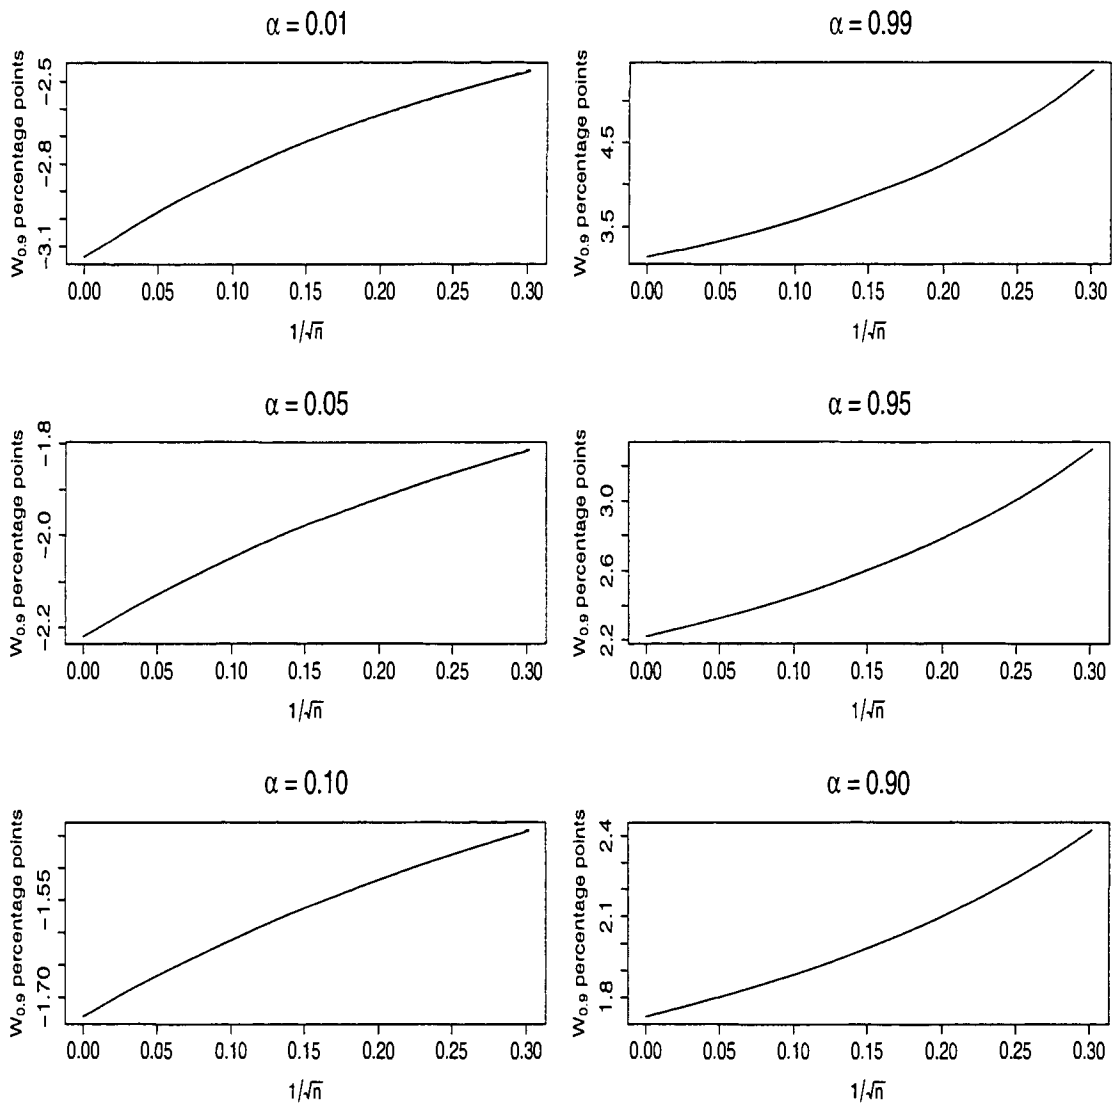 α = 0.01
W0.9 percentage points
−2.5
−2.8
−3.1
0.00 0.05 0.10 0.15 0.20 0.25 0.30
1/√n
α = 0.99
W0.9 percentage points
4.5
3.5
0.00 0.05 0.10 0.15 0.20 0.25 0.30
1/√n
α = 0.05
W0.9 percentage points
−1.8
−2.0
−2.2
0.00 0.05 0.10 0.15 0.20 0.25 0.30
1/√n
α = 0.95
W0.9 percentage points
3.0
2.6
2.2
0.00 0.05 0.10 0.15 0.20 0.25 0.30
1/√n
α = 0.10
W0.9 percentage points
−1.55
−1.70
0.00 0.05 0.10 0.15 0.20 0.25 0.30
1/√n
α = 0.90
W0.9 percentage points
2.4
2.1
1.8
0.00 0.05 0.10 0.15 0.20 0.25 0.30
1/√n